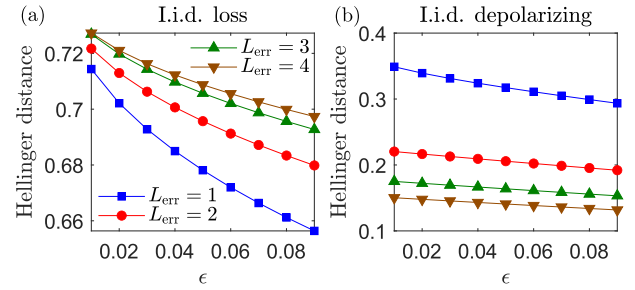 (a) I.i.d. loss
Hellinger distance
0.72
0.7
0.68
0.66
L_err = 3
L_err = 4
L_err = 1
L_err = 2
0.02 0.04 0.06 0.08
ϵ
(b) I.i.d. depolarizing
Hellinger distance
0.4
0.3
0.2
0.1
0.02 0.04 0.06 0.08
ϵ